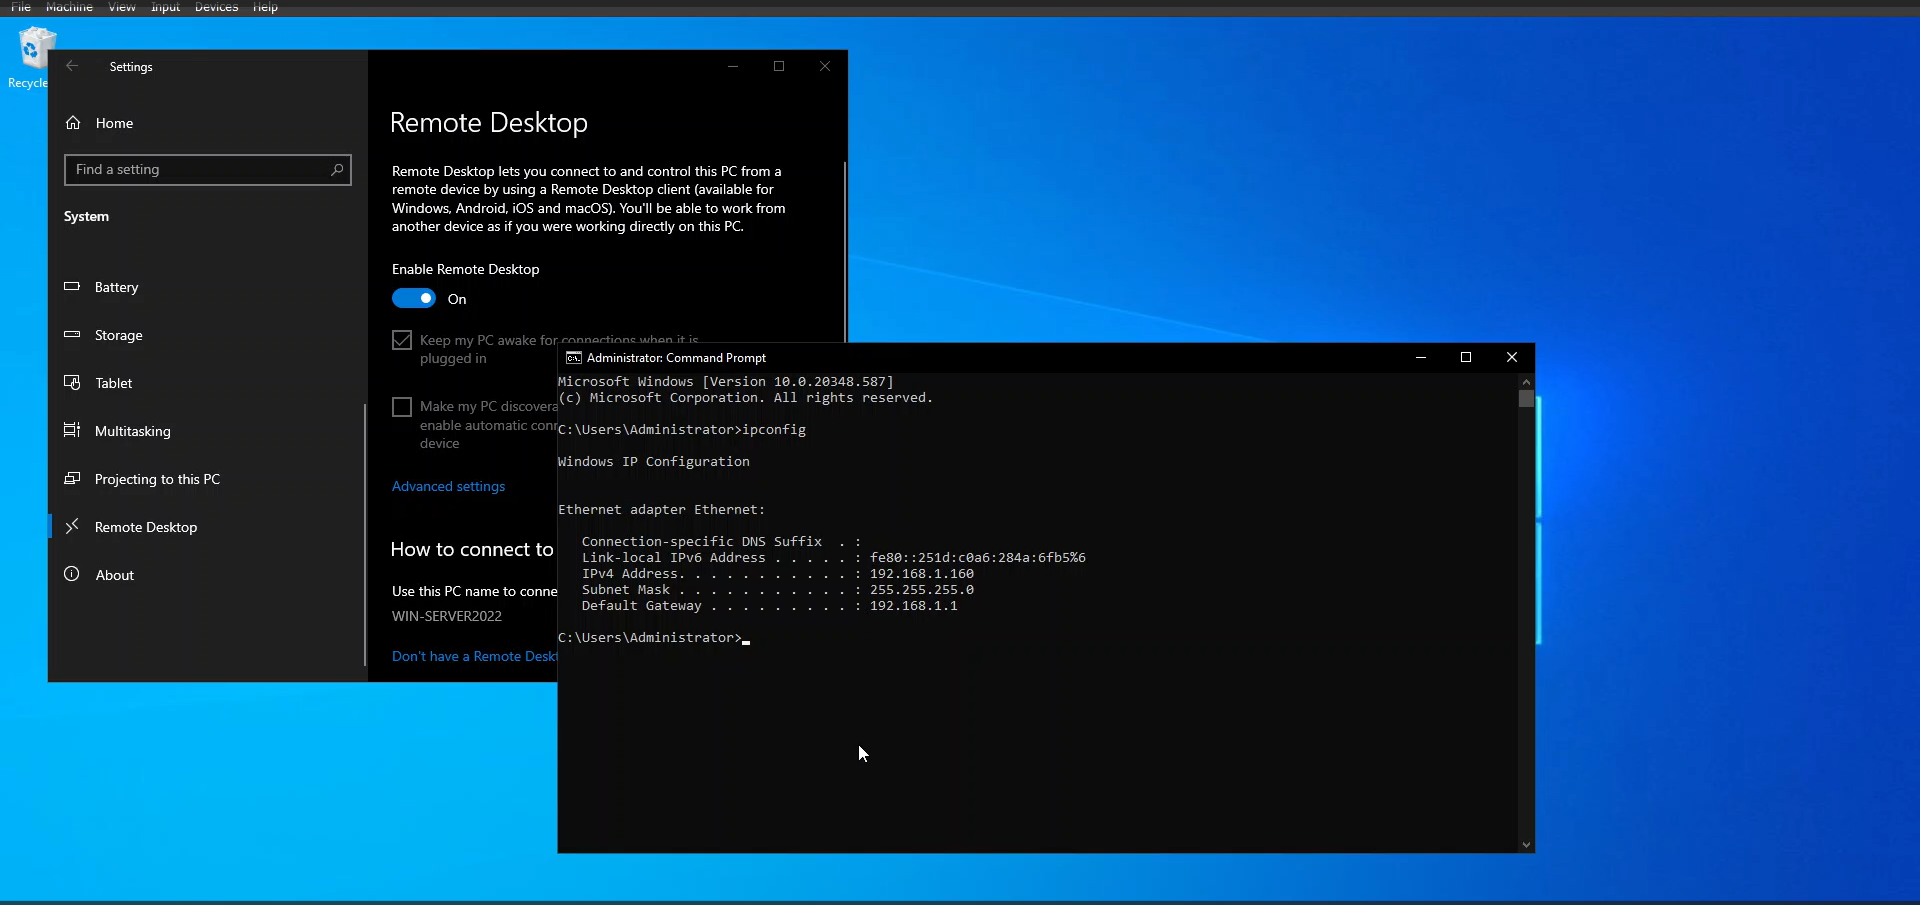 File Machine View Input Devices Help
Recycle
Settings
Home
Find a setting
System
Battery
Storage
Tablet
Multitasking
Projecting to this PC
Remote Desktop
About
Remote Desktop
Remote Desktop lets you connect to and control this PC from a
remote device by using a Remote Desktop client (available for
Windows, Android, iOS and macOS). You'll be able to work from
another device as if you were working directly on this PC.
Enable Remote Desktop
On
Keep my PC awake for connections when it is
plugged in
Make my PC discovera
enable automatic conn
device
Advanced settings
How to connect to
Use this PC name to conne
WIN-SERVER2022
Don't have a Remote Deskt
Administrator: Command Prompt
Microsoft Windows [Version 10.0.20348.587]
(c) Microsoft Corporation. All rights reserved.
C:\Users\Administrator>ipconfig
Windows IP Configuration
Ethernet adapter Ethernet:
Connection-specific DNS Suffix  . :
Link-local IPv6 Address . . . . . : fe80::251d:c0a6:284a:6fb5%6
IPv4 Address. . . . . . . . . . . : 192.168.1.160
Subnet Mask . . . . . . . . . . . : 255.255.255.0
Default Gateway . . . . . . . . . : 192.168.1.1
C:\Users\Administrator>